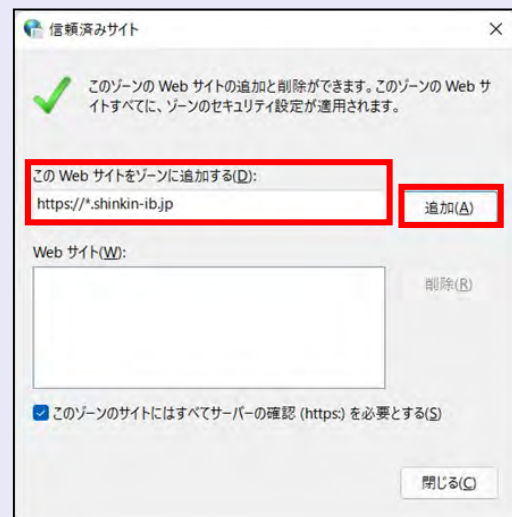 信頼済みサイト
このゾーンの Web サイトの追加と削除ができます。このゾーンの Web サ
イトすべてに、ゾーンのセキュリティ設定が適用されます。
この Web サイトをゾーンに追加する(D):
https://*.shinkin-ib.jp
追加(A)
Web サイト(W):
削除(R)
このゾーンのサイトにはすべてサーバーの確認 (https:) を必要とする(S)
閉じる(C)